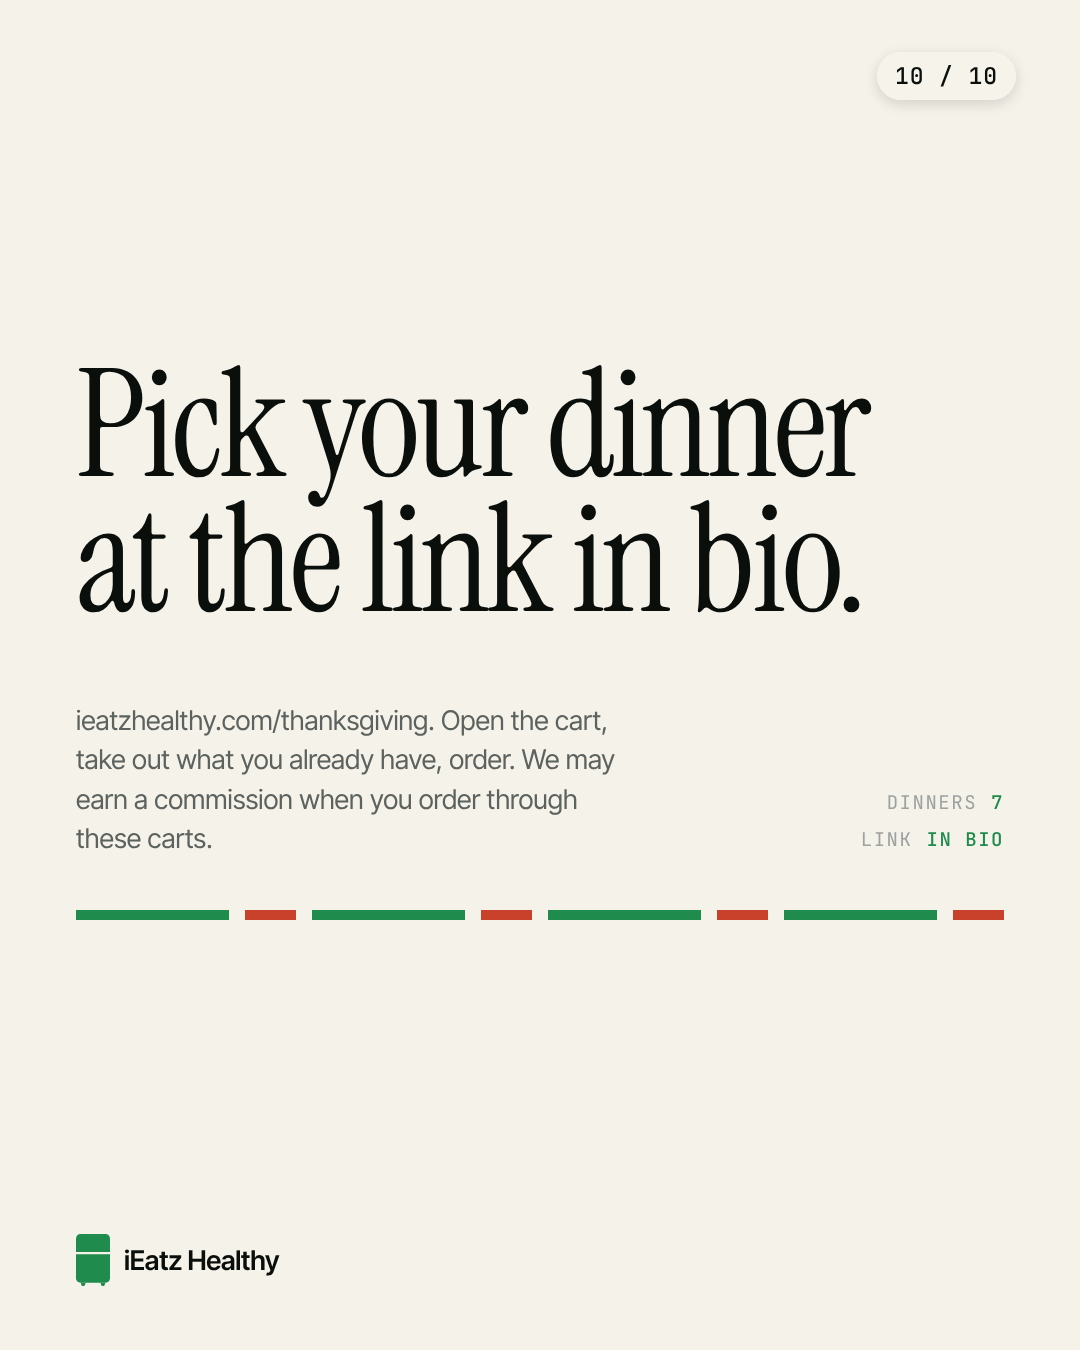 10 / 10
Pick your dinner
at the link in bio.
ieatzhealthy.com/thanksgiving. Open the cart,
take out what you already have, order. We may
earn a commission when you order through
these carts.
DINNERS 7
LINK IN BIO
iEatz Healthy